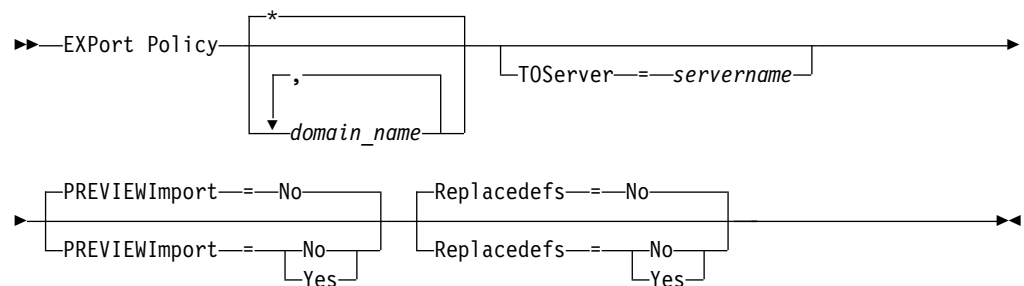 *
EXPort Policy
,
TOServer = servername
domain_name
PREVIEWImport = No Replacedefs = No
PREVIEWImport = No Replacedefs = No
Yes Yes